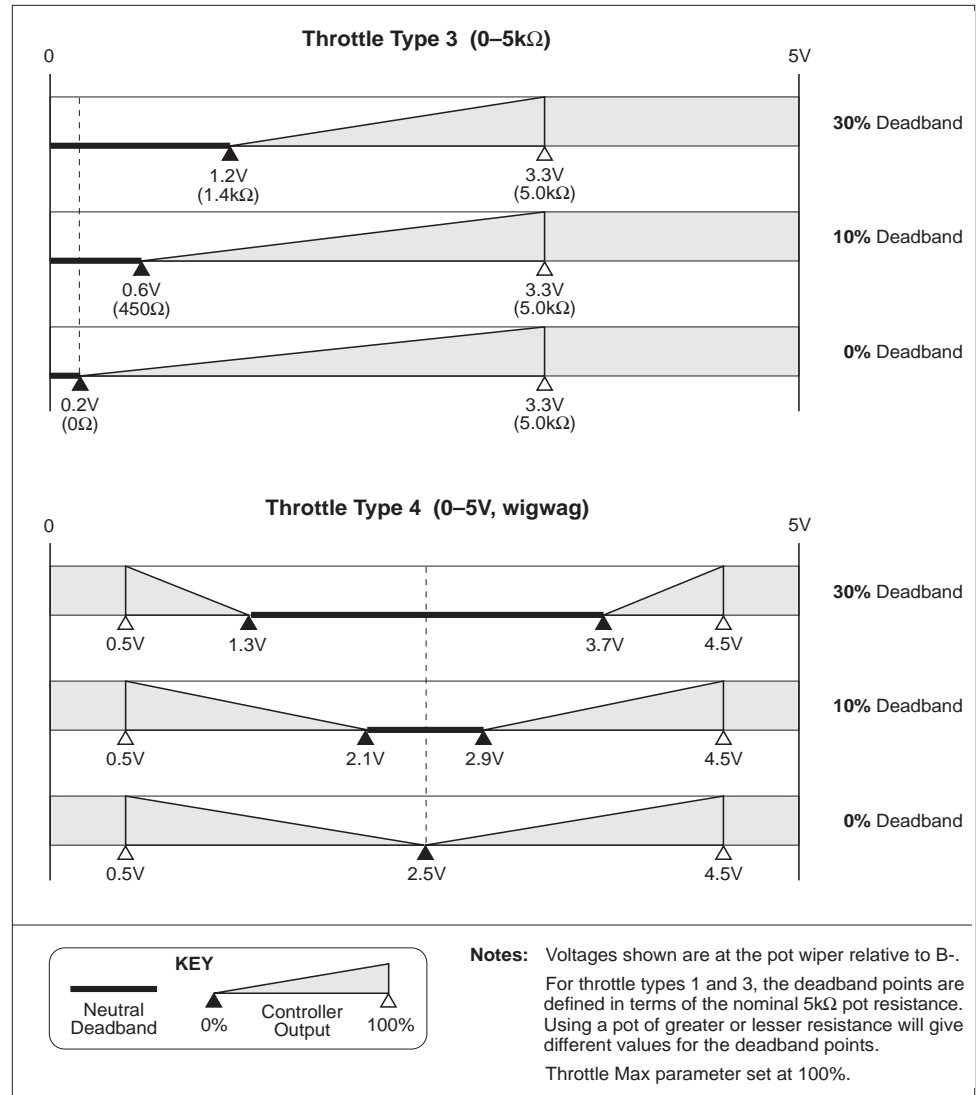 Throttle Type 3 (0–5kΩ)
0
5V
30% Deadband
1.2V
(1.4kΩ)
3.3V
(5.0kΩ)
10% Deadband
0.6V
(450Ω)
3.3V
(5.0kΩ)
0% Deadband
0.2V
(0Ω)
3.3V
(5.0kΩ)
Throttle Type 4 (0–5V, wigwag)
0
5V
30% Deadband
0.5V
1.3V
3.7V
4.5V
10% Deadband
0.5V
2.1V
2.9V
4.5V
0% Deadband
0.5V
2.5V
4.5V
KEY
Neutral
Deadband
0%
Controller
Output
100%
Notes: Voltages shown are at the pot wiper relative to B-.
For throttle types 1 and 3, the deadband points are
defined in terms of the nominal 5kΩ pot resistance.
Using a pot of greater or lesser resistance will give
different values for the deadband points.
Throttle Max parameter set at 100%.